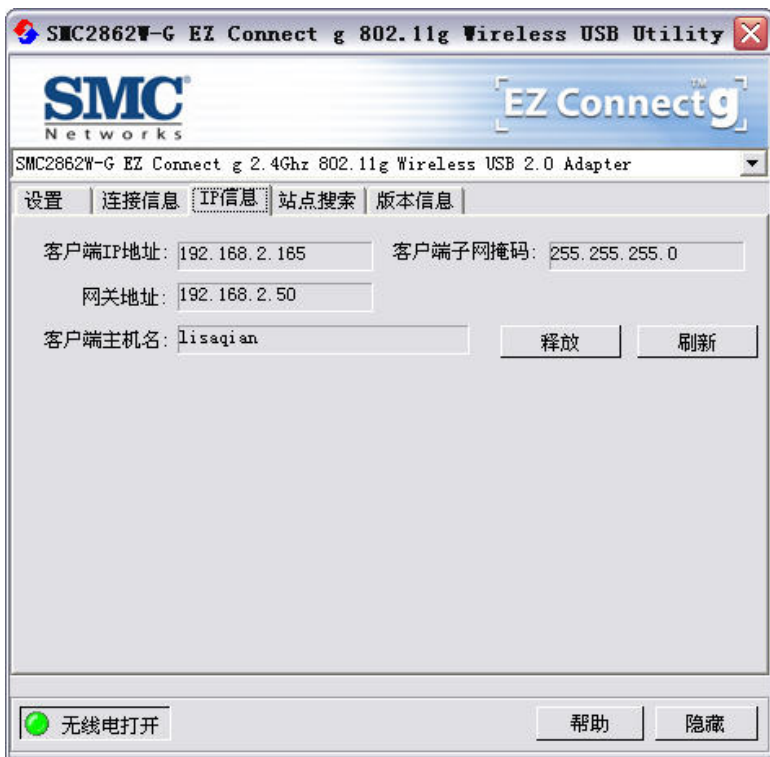 SMC2862W-G EZ Connect g 802.11g Wireless USB Utility
SMC®
Networks
EZ Connect™ g
SMC2862W-G EZ Connect g 2.4Ghz 802.11g Wireless USB 2.0 Adapter
设置 连接信息 IP信息 站点搜索 版本信息
客户端IP地址: 192.168.2.165 客户端子网掩码: 255.255.255.0
网关地址: 192.168.2.50
客户端主机名: lisaqian 释放 刷新
无线电打开 帮助 隐藏